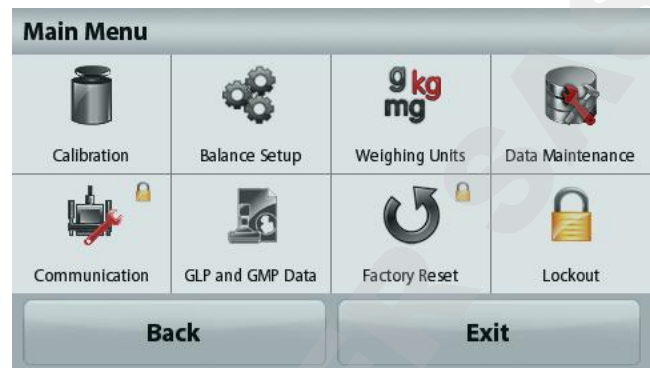 Main Menu
g kg
mg
Calibration Balance Setup Weighing Units Data Maintenance
Communication GLP and GMP Data Factory Reset Lockout
Back Exit